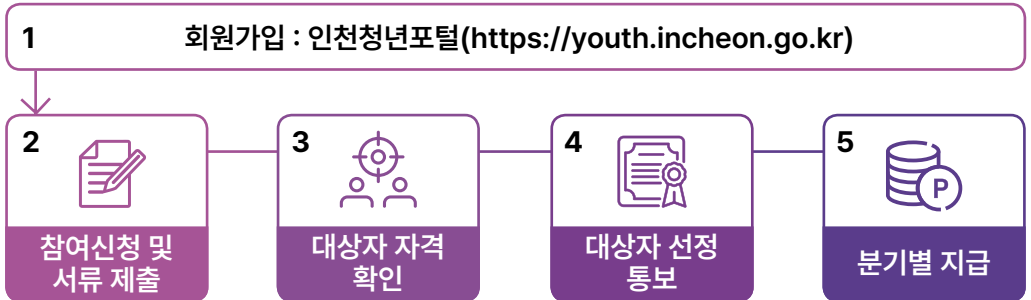 1
회원가입 : 인천청년포털(https://youth.incheon.go.kr)
2
참여신청 및
서류 제출
3
대상자 자격
확인
4
대상자 선정
통보
5
P
분기별 지급